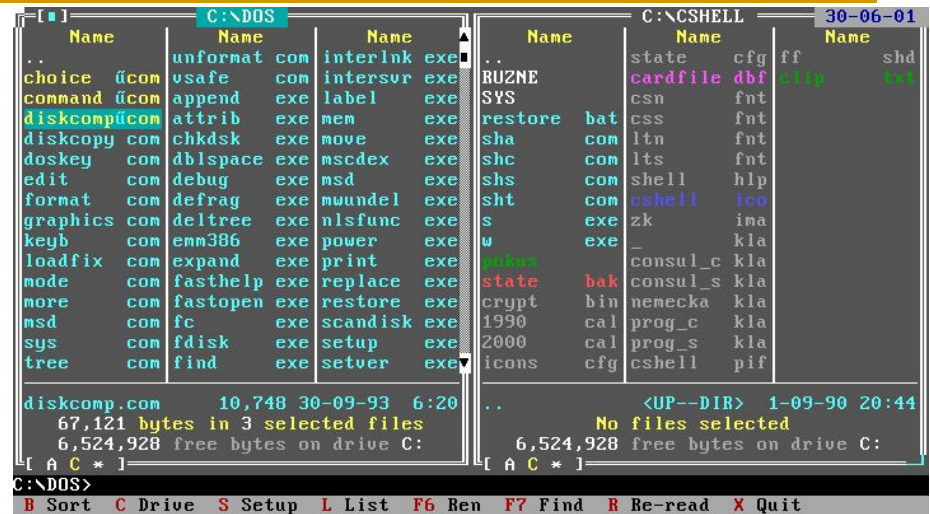 [■] C:\DOS C:\CSHELL 30-06-01
Name Name Name Name Name Name
.. unformat com interlnk exe .. state cfg ff shd
choice űcom vsafe com intersvr exe RUZNE cardfile dbf clip txt
command űcom append exe label exe SYS csn fnt
diskcompűcom attrib exe mem exe restore bat css fnt
diskcopy com chkdsk exe move exe sha com ltn fnt
doskey com dblspace exe mscdex exe shc com lts fnt
edit com debug exe msd exe shs com shell hlp
format com defrag exe mwundel exe sht com cshell ico
graphics com deltree exe nlsfunc exe s exe zk ima
keyb com emm386 exe power exe w exe _ kla
loadfix com expand exe print exe pokus consul_c kla
mode com fasthelp exe replace exe state bak consul_s kla
more com fastopen exe restore exe crypt bin nemecka kla
msd com fc exe scandisk exe 1990 cal prog_c kla
sys com fdisk exe setup exe 2000 cal prog_s kla
tree com find exe setver exe icons cfg cshell pif
diskcomp.com 10,748 30-09-93 6:20 .. <UP--DIR> 1-09-90 20:44
67,121 bytes in 3 selected files No files selected
6,524,928 free bytes on drive C: 6,524,928 free bytes on drive C:
[ A C * ] [ A C * ]
C:\DOS>
B Sort C Drive S Setup L List F6 Ren F7 Find R Re-read X Quit